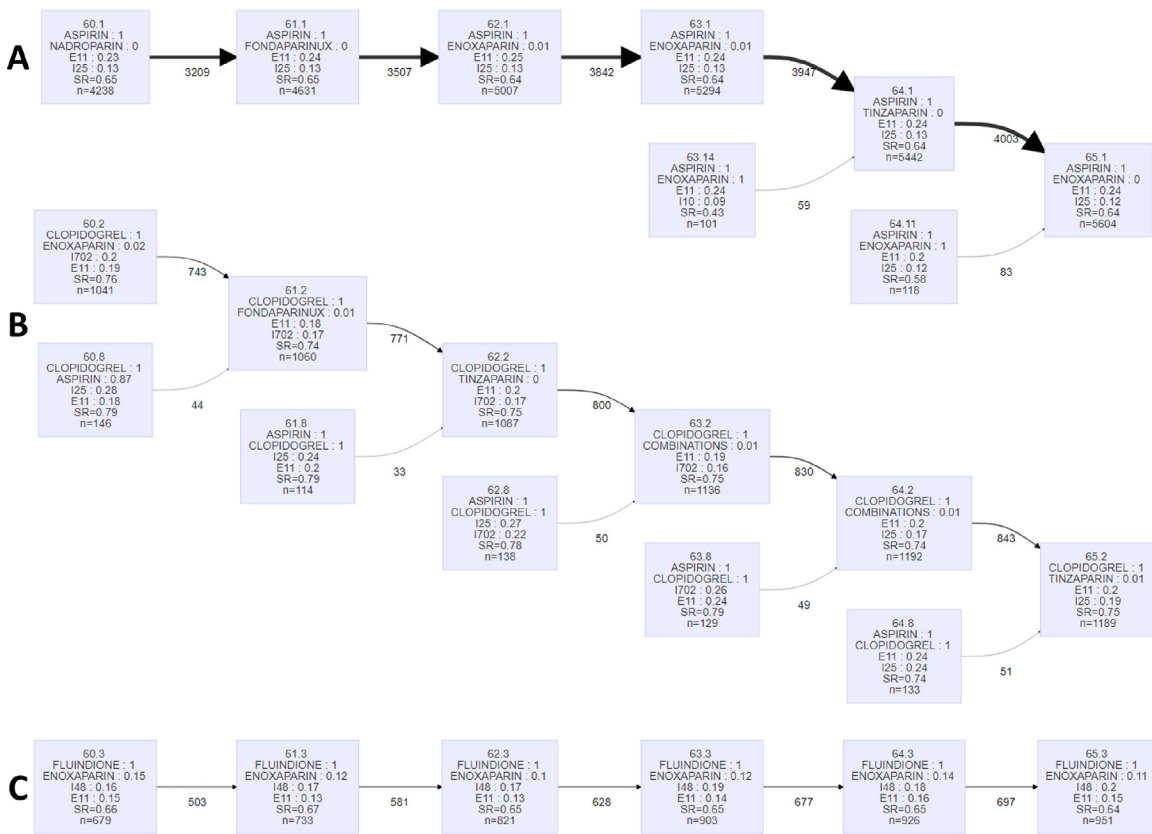 A
60.1
ASPIRIN : 1
NADROPARIN : 0
E11 : 0.23
I25 : 0.13
SR=0.65
n=4238
3209
61.1
ASPIRIN : 1
FONDAPARINUX : 0
E11 : 0.24
I25 : 0.13
SR=0.65
n=4631
3507
62.1
ASPIRIN : 1
ENOXAPARIN : 0.01
E11 : 0.25
I25 : 0.13
SR=0.64
n=5007
3842
63.1
ASPIRIN : 1
ENOXAPARIN : 0.01
E11 : 0.24
I25 : 0.13
SR=0.64
n=5294
3947
64.1
ASPIRIN : 1
TINZAPARIN : 0
E11 : 0.24
I25 : 0.13
SR=0.64
n=5442
4003
63.14
ASPIRIN : 1
ENOXAPARIN : 1
E11 : 0.24
I10 : 0.09
SR=0.43
n=101
59
65.1
ASPIRIN : 1
ENOXAPARIN : 0
E11 : 0.24
I25 : 0.12
SR=0.64
n=5604
64.11
ASPIRIN : 1
ENOXAPARIN : 1
E11 : 0.2
I25 : 0.12
SR=0.58
n=118
83
B
60.2
CLOPIDOGREL : 1
ENOXAPARIN : 0.02
I702 : 0.2
E11 : 0.19
SR=0.76
n=1041
743
61.2
CLOPIDOGREL : 1
FONDAPARINUX : 0.01
E11 : 0.18
I702 : 0.17
SR=0.74
n=1060
771
60.8
CLOPIDOGREL : 1
ASPIRIN : 0.87
I25 : 0.28
E11 : 0.18
SR=0.79
n=146
44
62.2
CLOPIDOGREL : 1
TINZAPARIN : 0
E11 : 0.2
I702 : 0.17
SR=0.75
n=1087
800
61.8
ASPIRIN : 1
CLOPIDOGREL : 1
I25 : 0.24
E11 : 0.2
SR=0.79
n=114
33
63.2
CLOPIDOGREL : 1
COMBINATIONS : 0.01
E11 : 0.19
I702 : 0.16
SR=0.75
n=1136
830
62.8
ASPIRIN : 1
CLOPIDOGREL : 1
I25 : 0.27
I702 : 0.22
SR=0.78
n=138
50
64.2
CLOPIDOGREL : 1
COMBINATIONS : 0.01
E11 : 0.2
I25 : 0.17
SR=0.74
n=1192
843
63.8
ASPIRIN : 1
CLOPIDOGREL : 1
I702 : 0.26
E11 : 0.24
SR=0.79
n=129
49
65.2
CLOPIDOGREL : 1
TINZAPARIN : 0.01
E11 : 0.2
I25 : 0.19
SR=0.75
n=1189
64.8
ASPIRIN : 1
CLOPIDOGREL : 1
E11 : 0.24
I25 : 0.24
SR=0.74
n=133
51
C
60.3
FLUINDIONE : 1
ENOXAPARIN : 0.15
I48 : 0.16
E11 : 0.15
SR=0.66
n=679
503
61.3
FLUINDIONE : 1
ENOXAPARIN : 0.12
I48 : 0.17
E11 : 0.13
SR=0.67
n=733
581
62.3
FLUINDIONE : 1
ENOXAPARIN : 0.1
I48 : 0.17
E11 : 0.13
SR=0.65
n=821
628
63.3
FLUINDIONE : 1
ENOXAPARIN : 0.12
I48 : 0.19
E11 : 0.14
SR=0.65
n=903
677
64.3
FLUINDIONE : 1
ENOXAPARIN : 0.14
I48 : 0.18
E11 : 0.16
SR=0.65
n=926
697
65.3
FLUINDIONE : 1
ENOXAPARIN : 0.11
I48 : 0.2
E11 : 0.15
SR=0.64
n=951